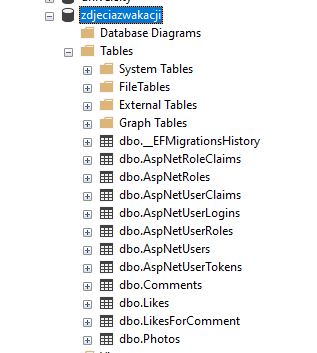 zdjeciazwakacji
Database Diagrams
Tables
System Tables
FileTables
External Tables
Graph Tables
dbo.__EFMigrationsHistory
dbo.AspNetRoleClaims
dbo.AspNetRoles
dbo.AspNetUserClaims
dbo.AspNetUserLogins
dbo.AspNetUserRoles
dbo.AspNetUsers
dbo.AspNetUserTokens
dbo.Comments
dbo.Likes
dbo.LikesForComment
dbo.Photos